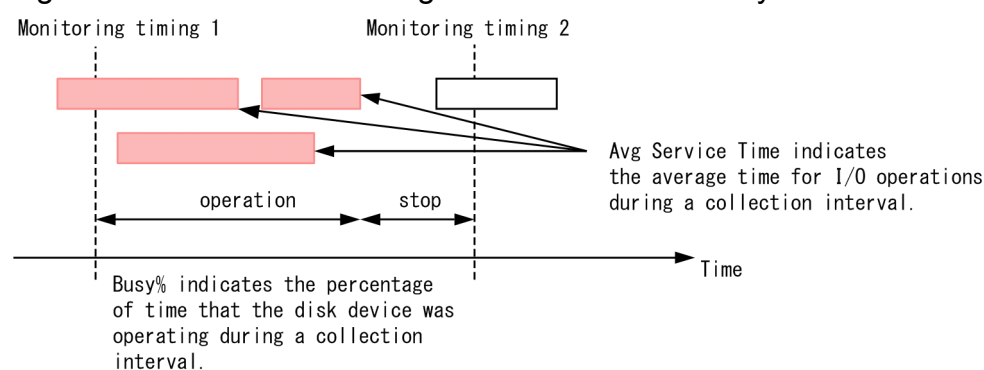 Monitoring timing 1
Monitoring timing 2
Avg Service Time indicates
the average time for I/O operations
during a collection interval.
operation
stop
Time
Busy% indicates the percentage
of time that the disk device was
operating during a collection
interval.